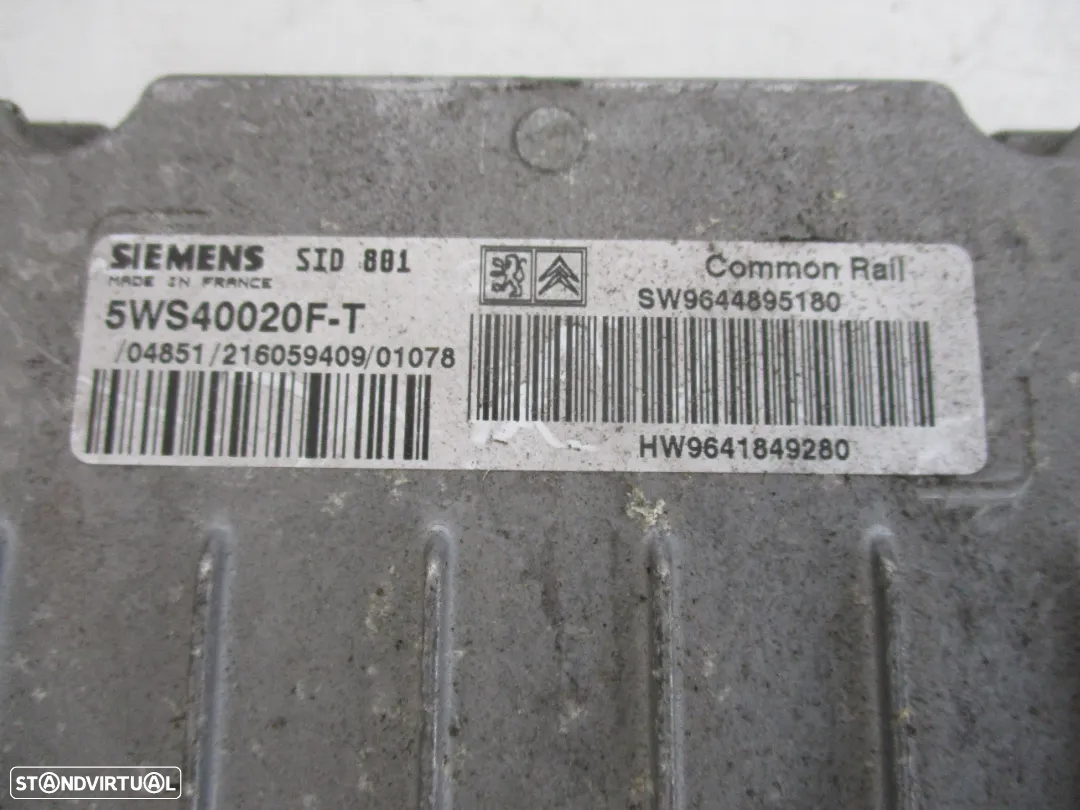 SIEMENS SID 801
MADE IN FRANCE
5WS40020F-T
/04851/216059409/01078
Common Rail
SW9644895180
HW9641849280
STANDVIRTUAL